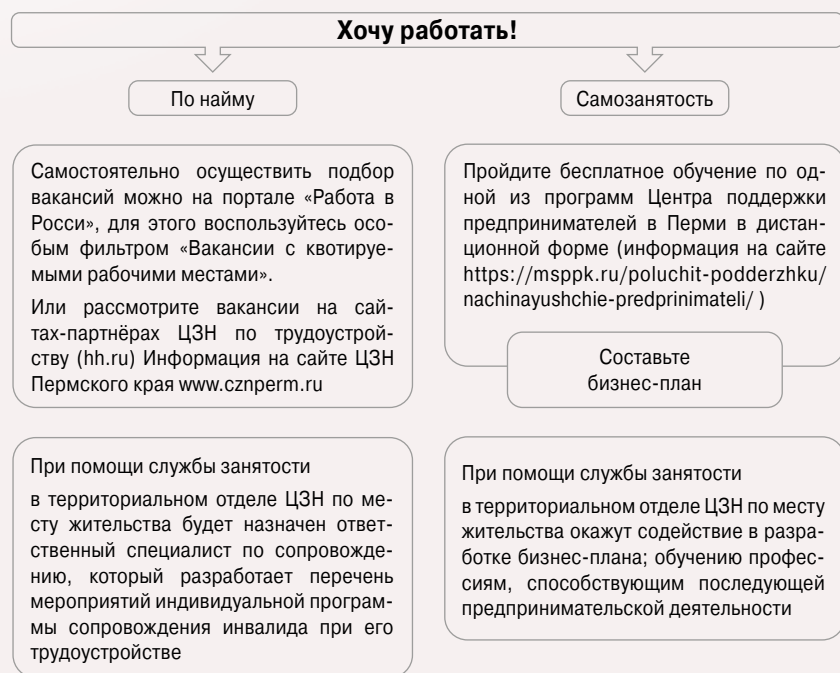 Хочу работать!
По найму
Самостоятельно осуществить подбор
вакансий можно на портале «Работа в
Росси», для этого воспользуйтесь осо-
бым фильтром «Вакансии с квотируе-
мыми рабочими местами».
Или рассмотрите вакансии на сай-
тах-партнёрах ЦЗН по трудоустрой-
ству (hh.ru) Информация на сайте ЦЗН
Пермского края www.cznperm.ru
При помощи службы занятости
в территориальном отделе ЦЗН по ме-
сту жительства будет назначен ответ-
ственный специалист по сопровожде-
нию, который разработает перечень
мероприятий индивидуальной програм-
мы сопровождения инвалида при его
трудоустройстве
Самозанятость
Пройдите бесплатное обучение по од-
ной из программ Центра поддержки
предпринимателей в Перми в дистан-
ционной форме (информация на сайте
https://msppk.ru/poluchit-podderzhku/
nachinayushchie-predprinimateli/ )
Составьте
бизнес-план
При помощи службы занятости
в территориальном отделе ЦЗН по месту
жительства окажут содействие в разра-
ботке бизнес-плана; обучению профес-
сиям, способствующим последующей
предпринимательской деятельности